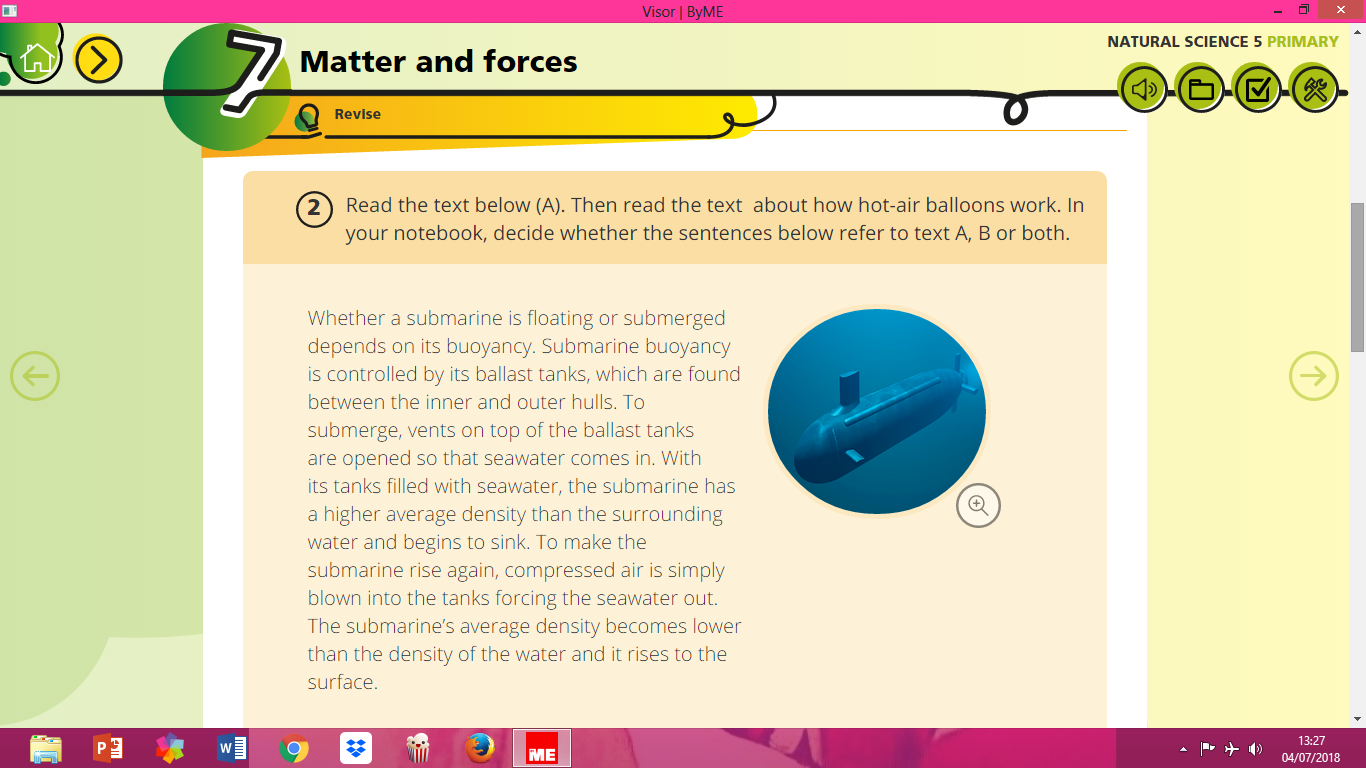 Visor | ByME
NATURAL SCIENCE 5 PRIMARY
7
Matter and forces
Revise
2
Read the text below (A). Then read the text  about how hot-air balloons work. In
your notebook, decide whether the sentences below refer to text A, B or both.
Whether a submarine is floating or submerged
depends on its buoyancy. Submarine buoyancy
is controlled by its ballast tanks, which are found
between the inner and outer hulls. To
submerge, vents on top of the ballast tanks
are opened so that seawater comes in. With
its tanks filled with seawater, the submarine has
a higher average density than the surrounding
water and begins to sink. To make the
submarine rise again, compressed air is simply
blown into the tanks forcing the seawater out.
The submarine’s average density becomes lower
than the density of the water and it rises to the
surface.
ME
13:27
04/07/2018